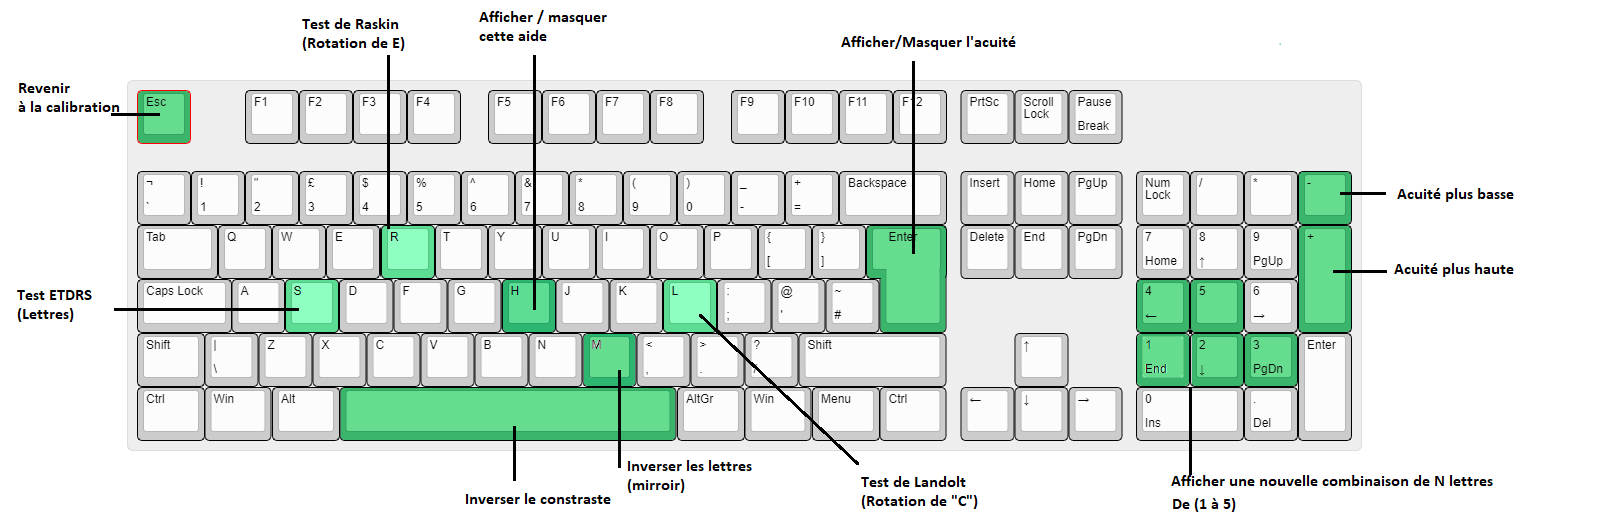 Afficher / masquer
cette aide
Test de Raskin
(Rotation de E)
Afficher/Masquer l'acuité
Revenir
à la calibration
Esc F1 F2 F3 F4 F5 F6 F7 F8 F9 F10 F11 F12 PrtSc Scroll Lock Pause Break
¬ ` ! 1 " 2 £ 3 $ 4 % 5 ^ 6 & 7 * 8 ( 9 ) 0 _ - + = Backspace Insert Home PgUp Num Lock / * -
Acuité plus basse
Tab Q W E R T Y U I O P { [ } ] Enter Delete End PgDn 7 Home 8 ↑ 9 PgUp +
Acuité plus haute
Test ETDRS
(Lettres)
Caps Lock A S D F G H J K L : ; @ ' ~ # 4 ← 5 6 →
Shift | \ Z X C V B N M < , > . ? / Shift ↑ 1 End 2 ↓ 3 PgDn Enter
Ctrl Win Alt AltGr Win Menu Ctrl ← ↓ → 0 Ins . Del
Inverser les lettres
(mirroir)
Inverser le constraste
Test de Landolt
(Rotation de "C")
Afficher une nouvelle combinaison de N lettres
De (1 à 5)